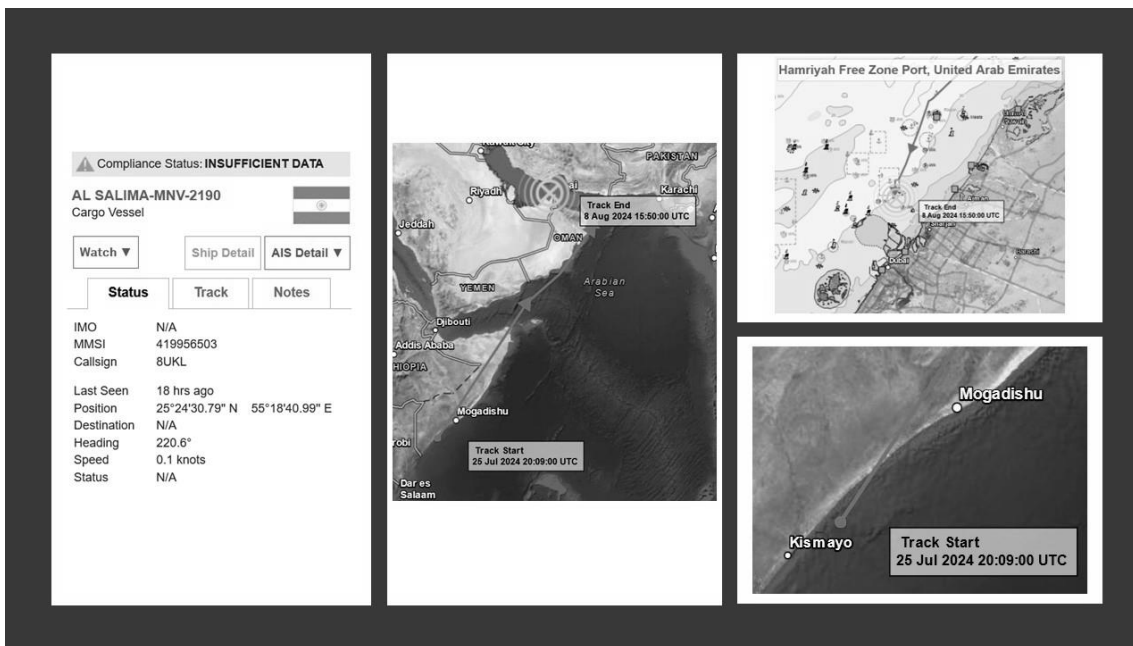 Compliance Status: INSUFFICIENT DATA
AL SALIMA-MNV-2190
Cargo Vessel
Watch ▼
Ship Detail
AIS Detail ▼
Status
Track
Notes
IMO N/A
MMSI 419956503
Callsign 8UKL
Last Seen 18 hrs ago
Position 25°24'30.79" N 55°18'40.99" E
Destination N/A
Heading 220.6°
Speed 0.1 knots
Status N/A
PAKISTAN
Riyadh
Karachi
Track End
8 Aug 2024 15:50:00 UTC
Jeddah
OMAN
Arabian
Sea
YEMEN
Djibouti
Addis Ababa
Mogadishu
Track Start
25 Jul 2024 20:09:00 UTC
Dar es
Salaam
Hamriyah Free Zone Port, United Arab Emirates
Track End
8 Aug 2024 15:50:00 UTC
Dubai
Mogadishu
Kismayo
Track Start
25 Jul 2024 20:09:00 UTC